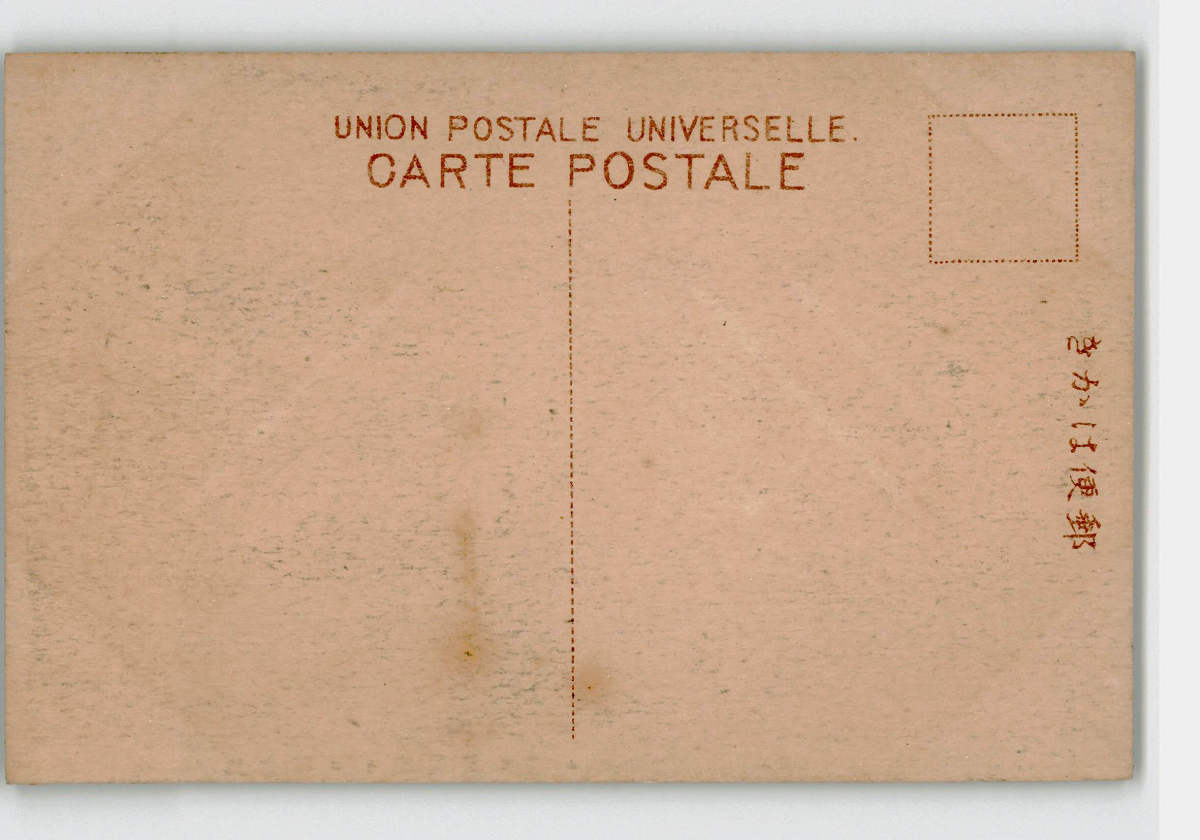 UNION POSTALE UNIVERSELLE.
CARTE POSTALE
郵便はかき